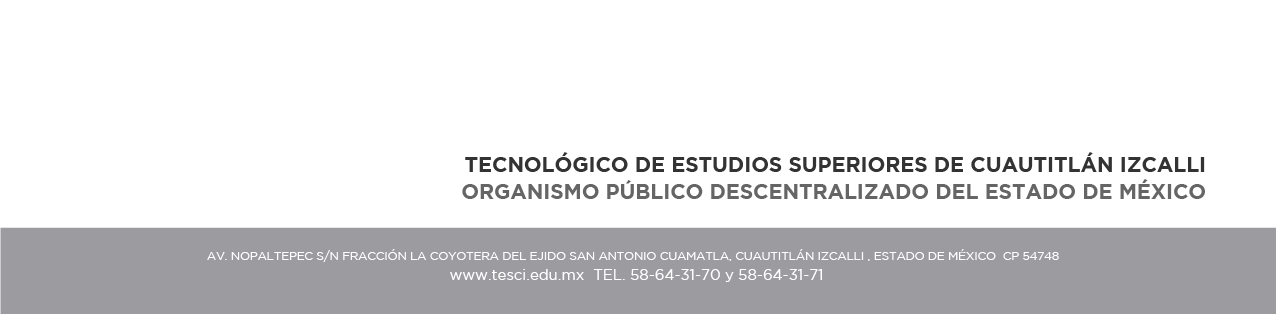 TECNOLÓGICO DE ESTUDIOS SUPERIORES DE CUAUTITLÁN IZCALLI
ORGANISMO PÚBLICO DESCENTRALIZADO DEL ESTADO DE MÉXICO
AV. NOPALTEPEC S/N FRACCIÓN LA COYOTERA DEL EJIDO SAN ANTONIO CUAMATLA, CUAUTITLÁN IZCALLI , ESTADO DE MÉXICO  CP 54748
www.tesci.edu.mx  TEL. 58-64-31-70 y 58-64-31-71